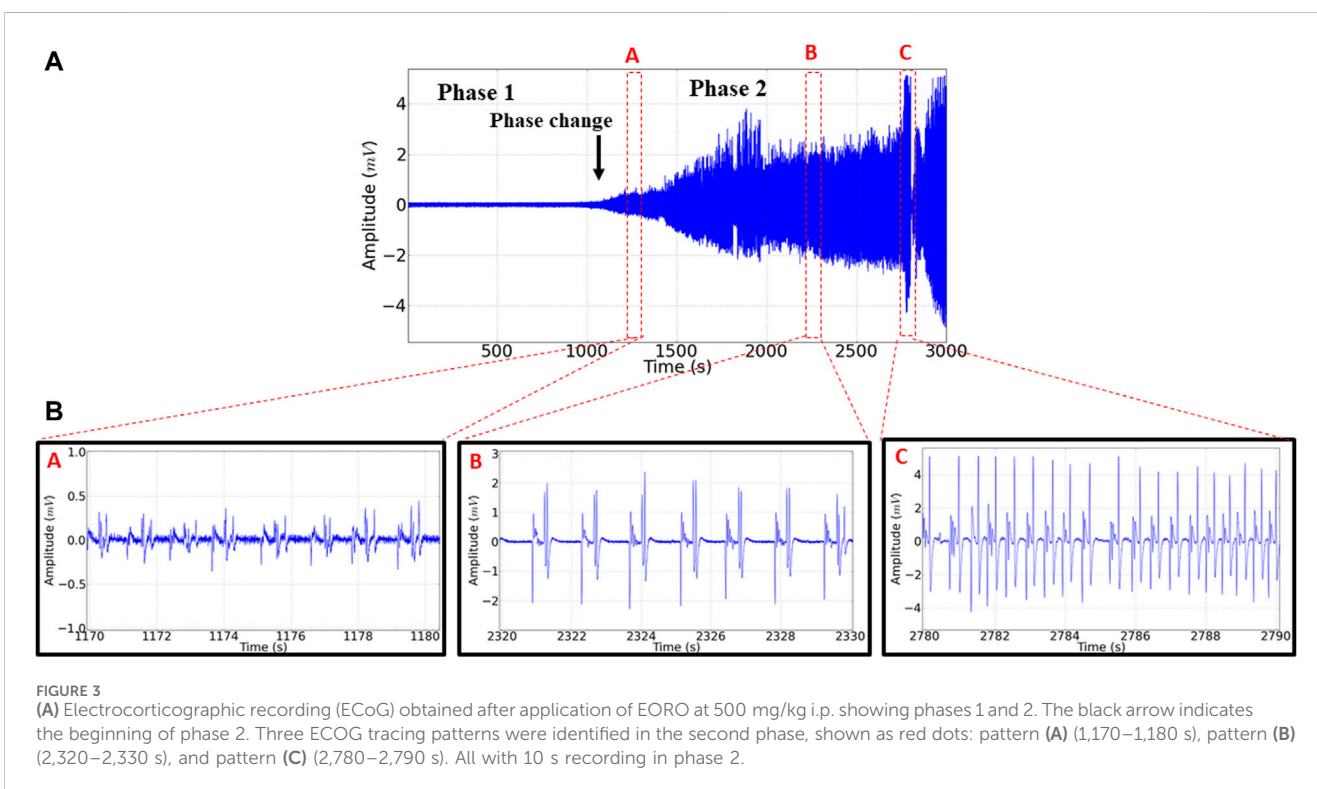 A
A B C
Phase 1 Phase 2
Phase change
Amplitude (mV)
4
2
0
−2
−4
500 1000 1500 2000 2500 3000
Time (s)
B
A
Amplitude (mV)
1.0
0.5
0.0
−0.5
−1.0
1170 1172 1174 1176 1178 1180
Time (s)
B
Amplitude (mV)
3
2
1
0
−1
−2
2320 2322 2324 2326 2328 2330
Time (s)
C
Amplitude (mV)
4
2
0
−2
−4
2780 2782 2784 2786 2788 2790
Time (s)
FIGURE 3
(A) Electrocorticographic recording (ECoG) obtained after application of EORO at 500 mg/kg i.p. showing phases 1 and 2. The black arrow indicates
the beginning of phase 2. Three ECOG tracing patterns were identified in the second phase, shown as red dots: pattern (A) (1,170–1,180 s), pattern (B)
(2,320–2,330 s), and pattern (C) (2,780–2,790 s). All with 10 s recording in phase 2.